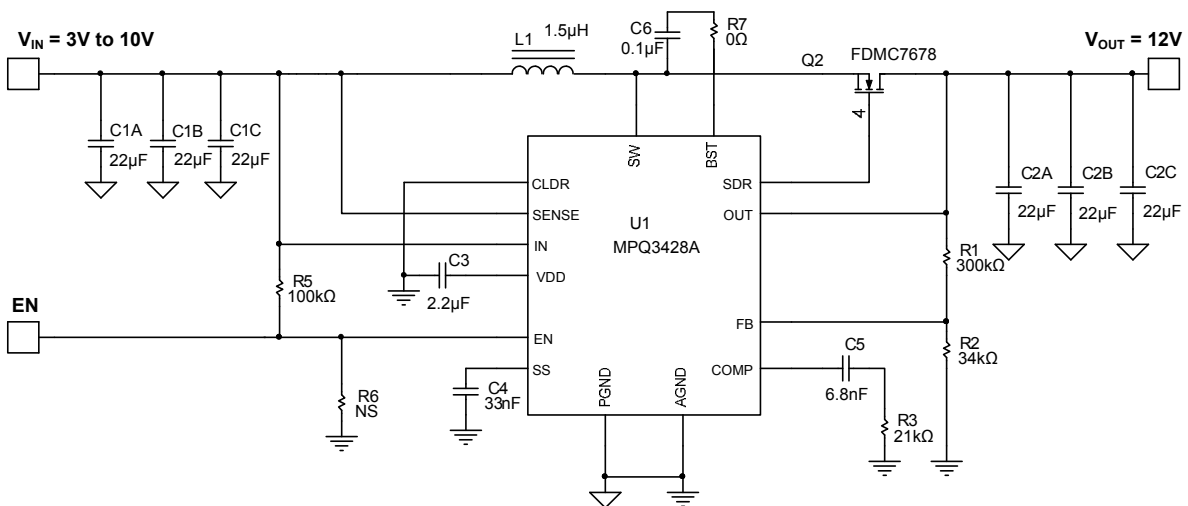 V_IN = 3V to 10V
L1
1.5µH
C6
0.1µF
R7
0Ω
Q2
FDMC7678
V_OUT = 12V
C1A
22µF
C1B
22µF
C1C
22µF
4
SW
BST
CLDR
SENSE
IN
VDD
EN
SS
PGND
AGND
SDR
OUT
FB
COMP
U1
MPQ3428A
C2A
22µF
C2B
22µF
C2C
22µF
R5
100kΩ
C3
2.2µF
R1
300kΩ
EN
R6
NS
C4
33nF
C5
6.8nF
R2
34kΩ
R3
21kΩ